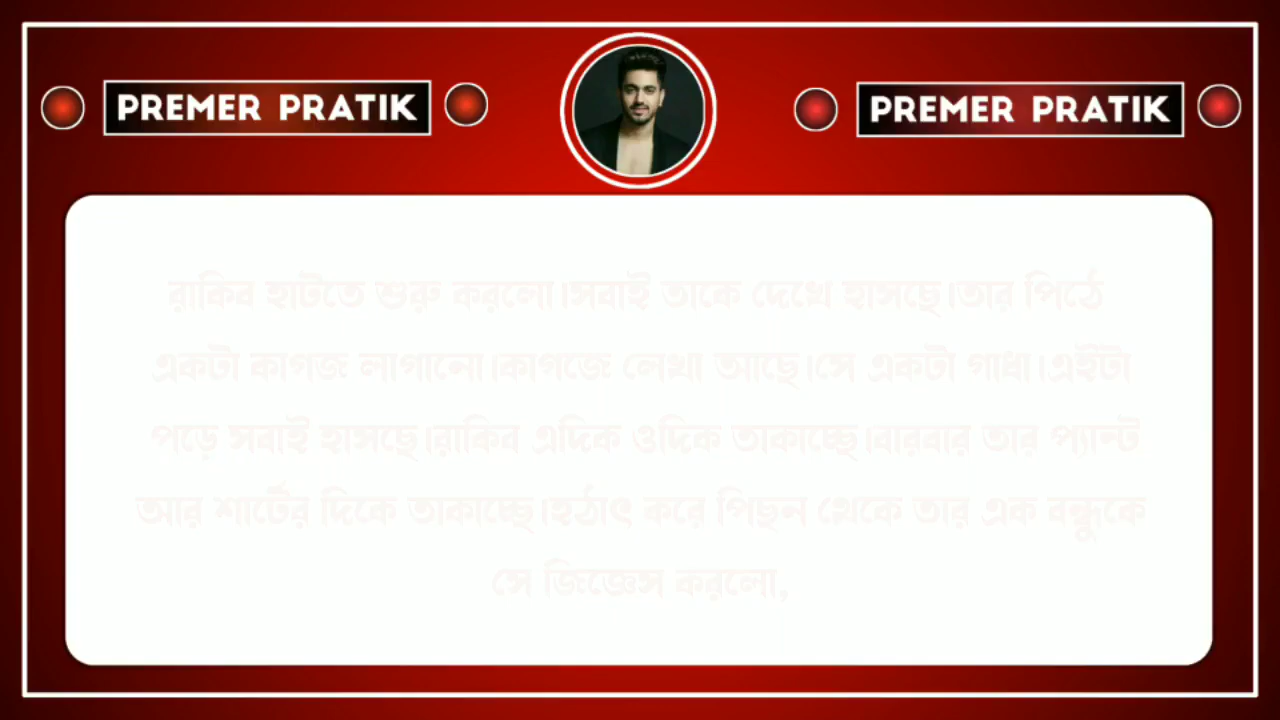 PREMER PRATIK
PREMER PRATIK
রাকিব হাটতে শুরু করলো।সবাই তাকে দেখে হাসছে।তার পিঠে
একটা কাগজ লাগানো।কাগজে লেখা আছে।সে একটা গাধা।এইটা
পড়ে সবাই হাসছে।রাকিব এদিক ওদিক তাকাচ্ছে।বারবার তার প্যান্ট
আর শার্টের দিকে তাকাচ্ছে।হঠাৎ করে পিছন থেকে তার এক বন্ধুকে
সে জিজ্ঞেস করলো,